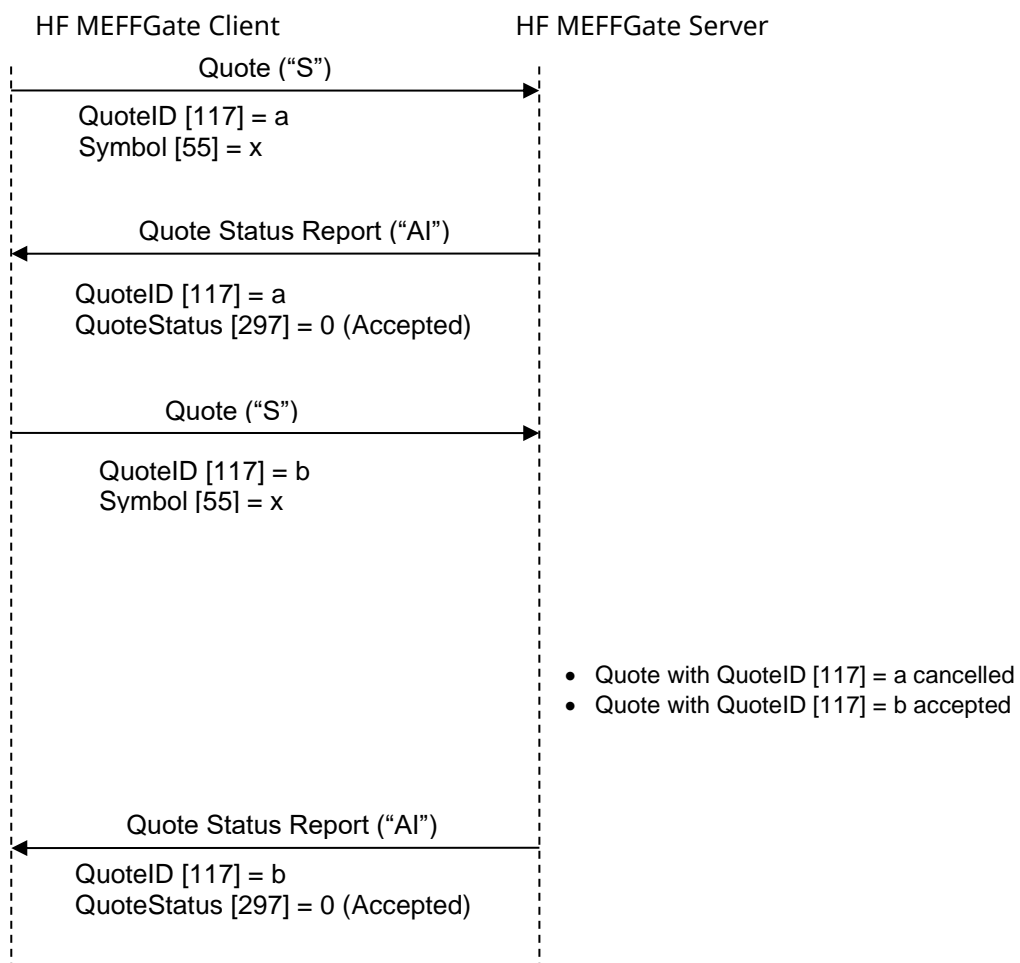 HF MEFFGate Client
HF MEFFGate Server
Quote (“S”)
QuoteID [117] = a
Symbol [55] = x
Quote Status Report (“AI”)
QuoteID [117] = a
QuoteStatus [297] = 0 (Accepted)
Quote (“S”)
QuoteID [117] = b
Symbol [55] = x
• Quote with QuoteID [117] = a cancelled
• Quote with QuoteID [117] = b accepted
Quote Status Report (“AI”)
QuoteID [117] = b
QuoteStatus [297] = 0 (Accepted)